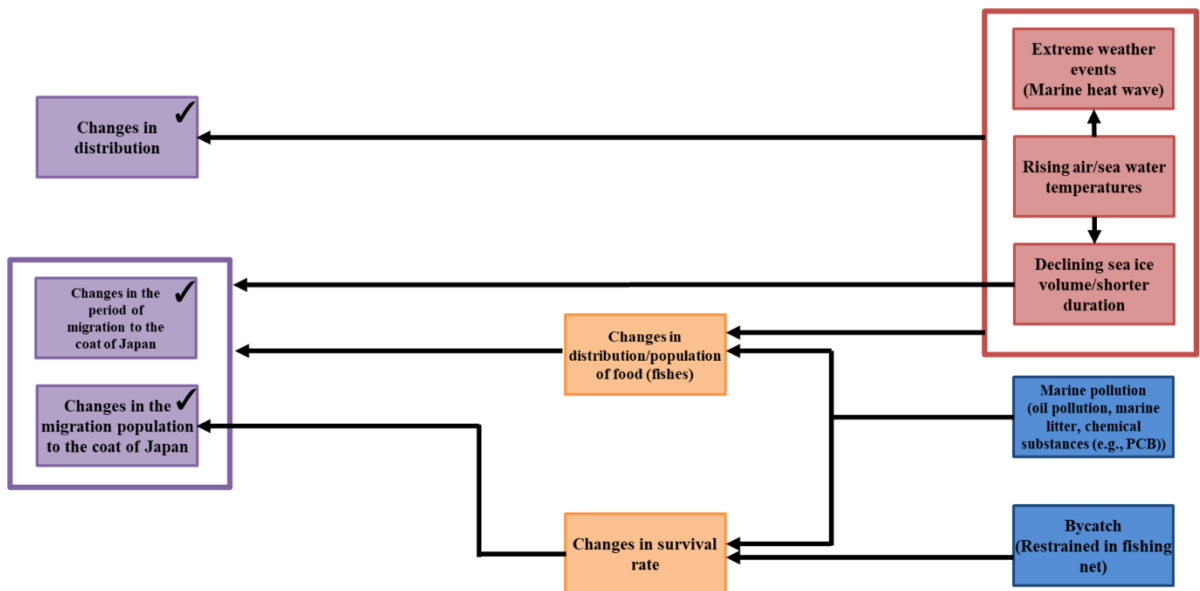 Extreme weather
events
(Marine heat wave)
Changes in
distribution
Rising air/sea water
temperatures
Declining sea ice
volume/shorter
duration
Changes in the
period of
migration to the
coat of Japan
Changes in
distribution/population
of food (fishes)
Changes in the
migration population
to the coat of Japan
Marine pollution
(oil pollution, marine
litter, chemical
substances (e.g., PCB))
Changes in survival
rate
Bycatch
(Restrained in fishing
net)